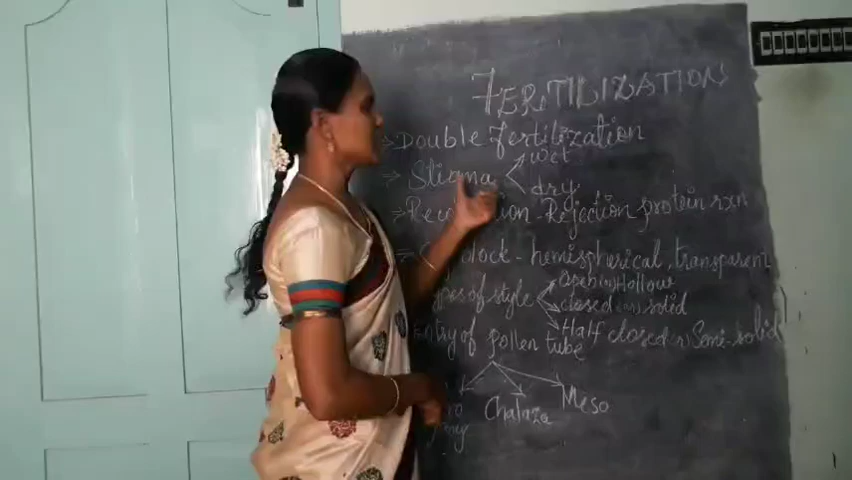 FERTILIZATION
→ Double fertilization
→ Stigma wet
dry
→ Rejection protein rxn
block - hemispherical, transparent
Types of style Open or Hollow
closed or solid
Half closed or Semi-solid
Entry of pollen tube
Chalaza Meso